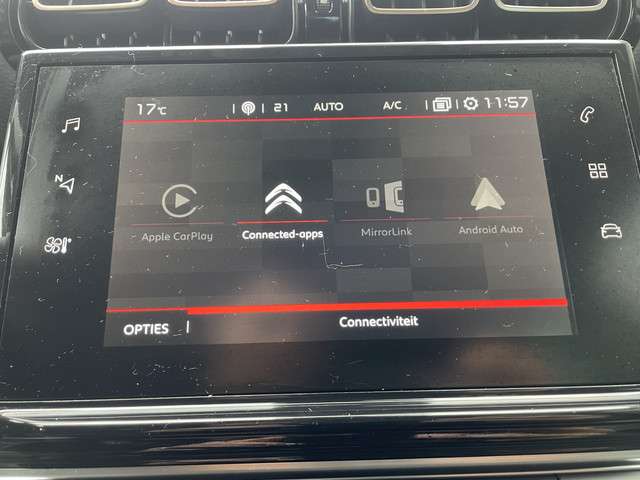 17°C 21 AUTO A/C 11:57
N
Apple CarPlay Connected-apps MirrorLink Android Auto
OPTIES Connectiviteit